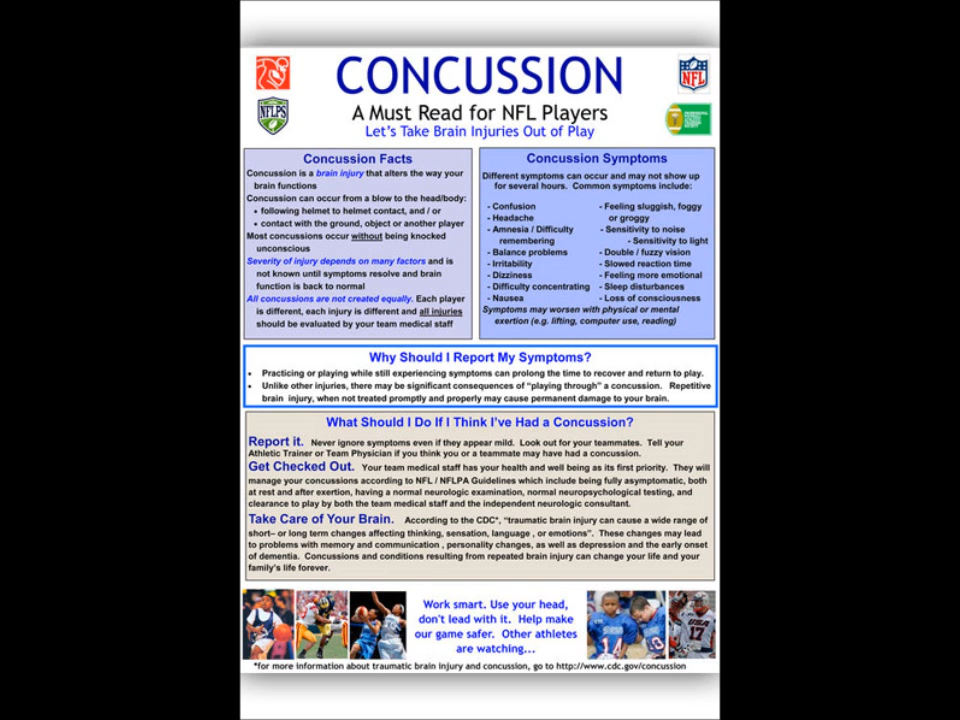 CONCUSSION
A Must Read for NFL Players
Let's Take Brain Injuries Out of Play
NFLPS
NFL
Concussion Facts
Concussion is a brain injury that alters the way your
brain functions
Concussion can occur from a blow to the head/body:
• following helmet to helmet contact, and / or
• contact with the ground, object or another player
Most concussions occur without being knocked
unconscious
Severity of injury depends on many factors and is
not known until symptoms resolve and brain
function is back to normal
All concussions are not created equally. Each player
is different, each injury is different and all injuries
should be evaluated by your team medical staff
Concussion Symptoms
Different symptoms can occur and may not show up
for several hours. Common symptoms include:
- Confusion
- Headache
- Amnesia / Difficulty
remembering
- Balance problems
- Irritability
- Dizziness
- Difficulty concentrating
- Nausea
- Feeling sluggish, foggy
or groggy
- Sensitivity to noise
- Sensitivity to light
- Double / fuzzy vision
- Slowed reaction time
- Feeling more emotional
- Sleep disturbances
- Loss of consciousness
Symptoms may worsen with physical or mental
exertion (e.g. lifting, computer use, reading)
Why Should I Report My Symptoms?
• Practicing or playing while still experiencing symptoms can prolong the time to recover and return to play.
• Unlike other injuries, there may be significant consequences of "playing through" a concussion. Repetitive
brain injury, when not treated promptly and properly may cause permanent damage to your brain.
What Should I Do If I Think I've Had a Concussion?
Report it. Never ignore symptoms even if they appear mild. Look out for your teammates. Tell your
Athletic Trainer or Team Physician if you think you or a teammate may have had a concussion.
Get Checked Out. Your team medical staff has your health and well being as its first priority. They will
manage your concussions according to NFL / NFLPA Guidelines which include being fully asymptomatic, both
at rest and after exertion, having a normal neurologic examination, normal neuropsychological testing, and
clearance to play by both the team medical staff and the independent neurologic consultant.
Take Care of Your Brain. According to the CDC*, "traumatic brain injury can cause a wide range of
short– or long term changes affecting thinking, sensation, language , or emotions". These changes may lead
to problems with memory and communication , personality changes, as well as depression and the early onset
of dementia. Concussions and conditions resulting from repeated brain injury can change your life and your
family's life forever.
Work smart. Use your head,
don't lead with it. Help make
our game safer. Other athletes
are watching...
14
USA
17
*for more information about traumatic brain injury and concussion, go to http://www.cdc.gov/concussion